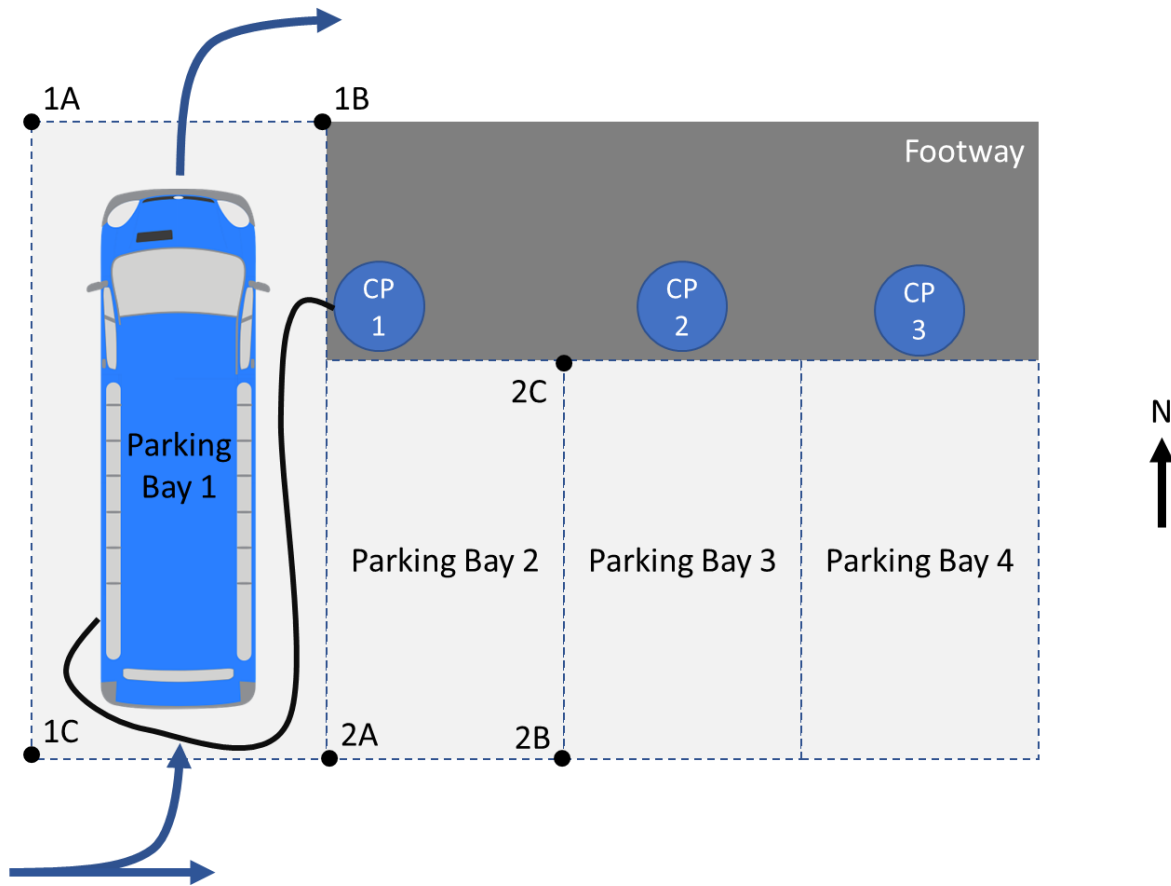 1A
1B
Footway
CP
1
CP
2
CP
3
2C
N
Parking
Bay 1
Parking Bay 2
Parking Bay 3
Parking Bay 4
1C
2A
2B